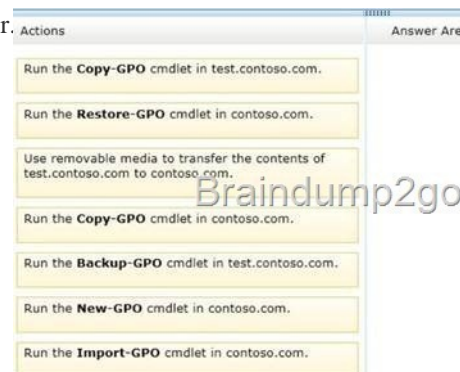 r.
Actions
Answer Are
Run the Copy-GPO cmdlet in test.contoso.com.
Run the Restore-GPO cmdlet in contoso.com.
Use removable media to transfer the contents of
test.contoso.com to contoso.com.
Braindump2go
Run the Copy-GPO cmdlet in contoso.com.
Run the Backup-GPO cmdlet in test.contoso.com.
Run the New-GPO cmdlet in contoso.com.
Run the Import-GPO cmdlet in contoso.com.